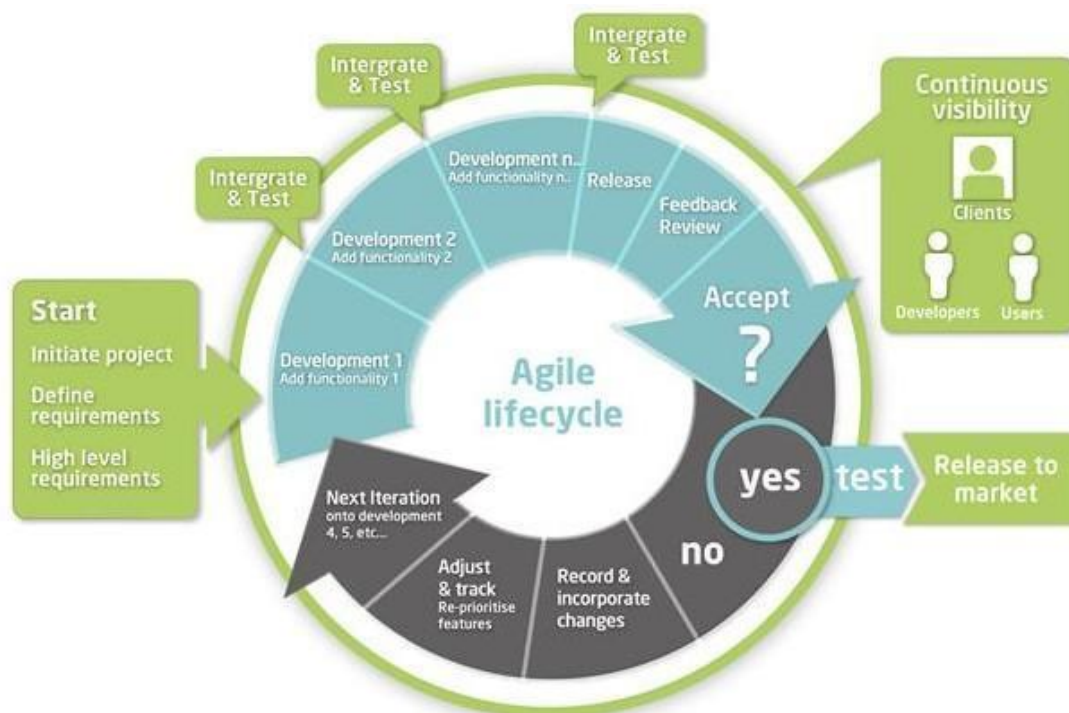 Start
Initiate project
Define
requirements
High level
requirements
Intergrate
& Test
Intergrate
& Test
Intergrate
& Test
Development 1
Add functionality 1
Development 2
Add functionality 2
Development n..
Add functionality n..
Release
Feedback
Review
Accept
?
Continuous
visibility
Clients
Developers
Users
Agile
lifecycle
yes
test
Release to
market
no
Record &
incorporate
changes
Adjust
& track
Re-prioritise
features
Next Iteration
onto development
4, 5, etc...